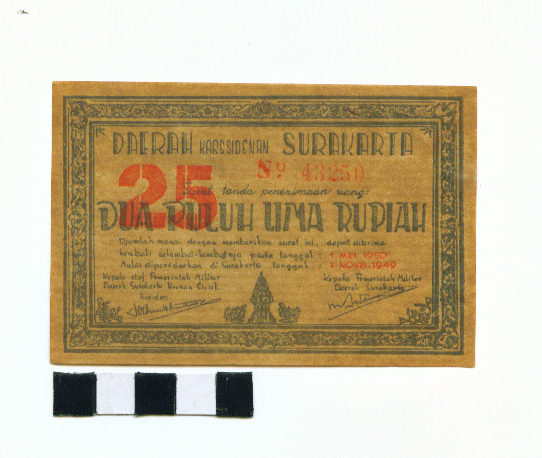 DAERAH KARESIDENAN SURAKARTA
25
Nº 43250
Surat tanda penerimaan uang:
DUA PULUH LIMA RUPIAH
Djumlah mana, dengan memberikan surat ini, dapat diterima
kembali selambat-lambatnja pada tanggal : 1 MEI 1950
Mulai diperedarkan di Surakarta tanggal : 1 NOVB. 1949
Kepala staf Pemerintah Militer
Daerah Surakarta Urusan Civiel.
Residen
Kepala Pemerintah Militer
Daerah Surakarta